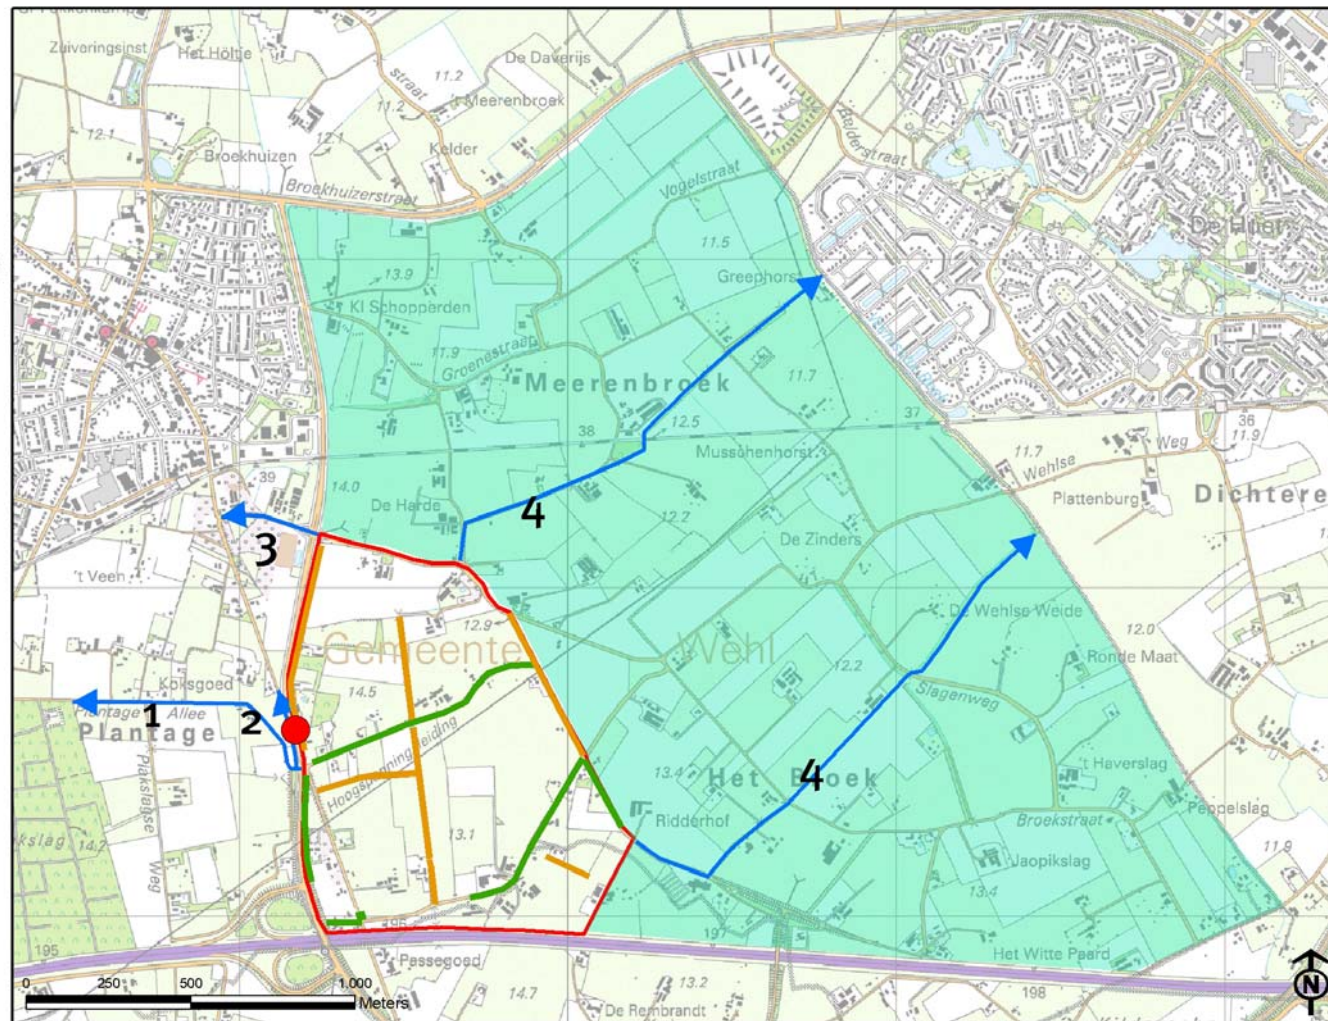 Zuiveringsinst
Het Höltje
De Daverijs
11.2
straat
't Meerenbroek
11.2
12.1
12.1
Kelder
Broekhuizen
Broekhuizerstraat
Vogelstraat
Belderstraat
De Huet
11.5
13.9
Greephorst
Kl Schopperden
11.9
Groenestraat
Meerenbroek
11.7
12.5
38
37
36
11.9
Musschenhorst
11.7
Wehlse
Weg
39
14.0
De Harde
4
12.2
Plattenburg
Dichtere
3
De Zinders
't Veen
De Wehlse Weide
12.9
12.0
Gemeente Wehl
Ronde Maat
Koksgoed
14.5
12.2
1
2
Plantage Allee
Plantage
Slagenweg
Hoogspanningsleiding
13.4
Het Broek
4
't Haverslag
Plakslagse
Weg
Peppelslag
13.1
Ridderhof
Broekstraat
kslag
14.2
Jaopikslag
11.9
13.4
196
197
195
Het Witte Paard
Passegoed
0 250 500 1.000
Meters
13.2
14.7
198
De Rembrandt
N